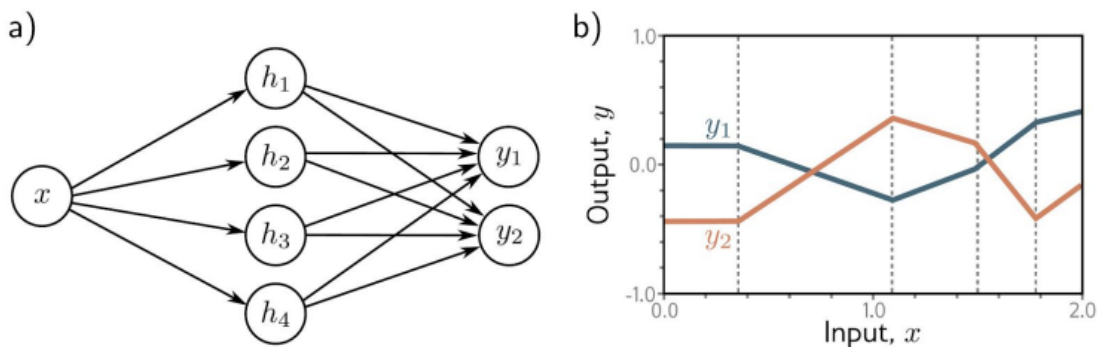 a)
x
h₁
h₂
h₃
h₄
y₁
y₂
b)
1.0
0.0
-1.0
Output, y
y₁
y₂
0.0
1.0
2.0
Input, x